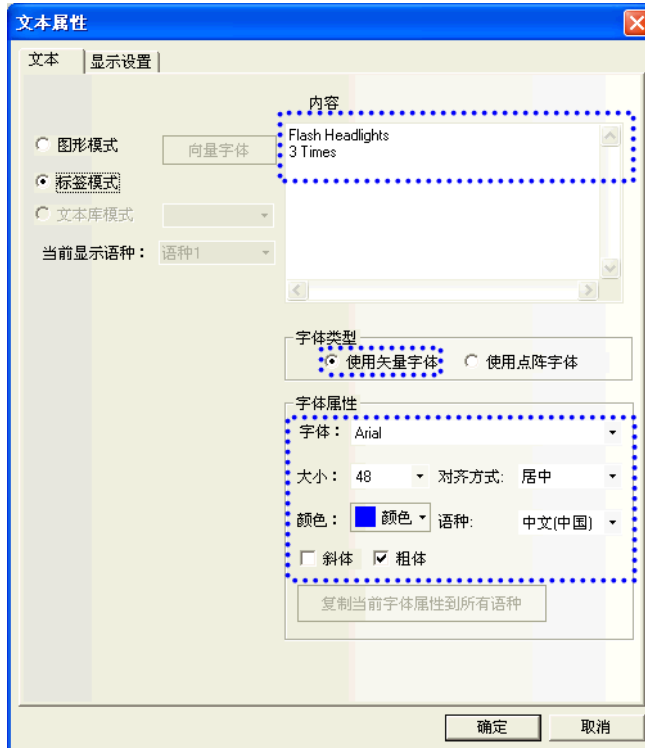 文本属性
文本 显示设置
内容
Flash Headlights
3 Times
图形模式 向量字体
标签模式
文本库模式
当前显示语种： 语种1
字体类型
使用矢量字体 使用点阵字体
字体属性
字体： Arial
大小： 48 对齐方式: 居中
颜色： 颜色 语种: 中文(中国)
斜体 粗体
复制当前字体属性到所有语种
确定 取消